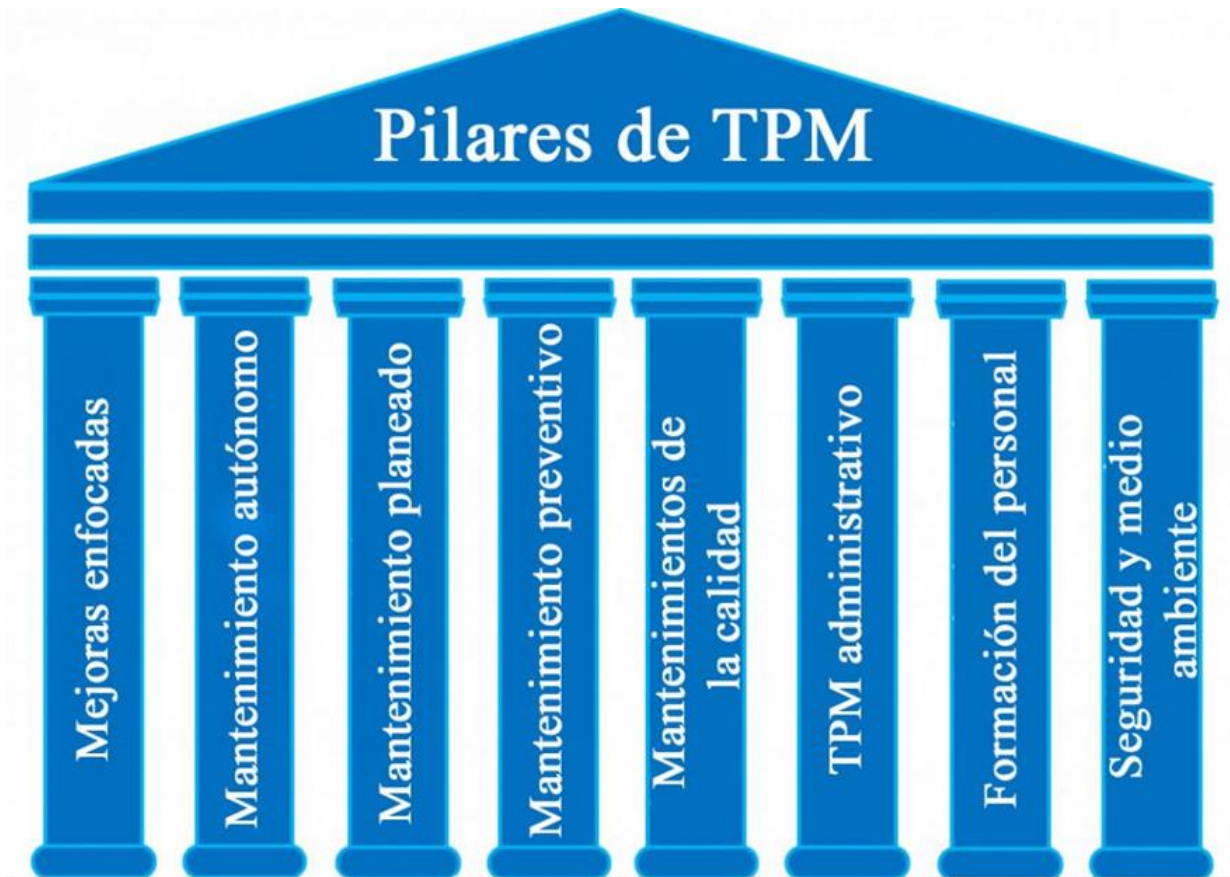 Pilares de TPM
Mejoras enfocadas
Mantenimiento autónomo
Mantenimiento planeado
Mantenimiento preventivo
Mantenimientos de
la calidad
TPM administrativo
Formación del personal
Seguridad y medio
ambiente